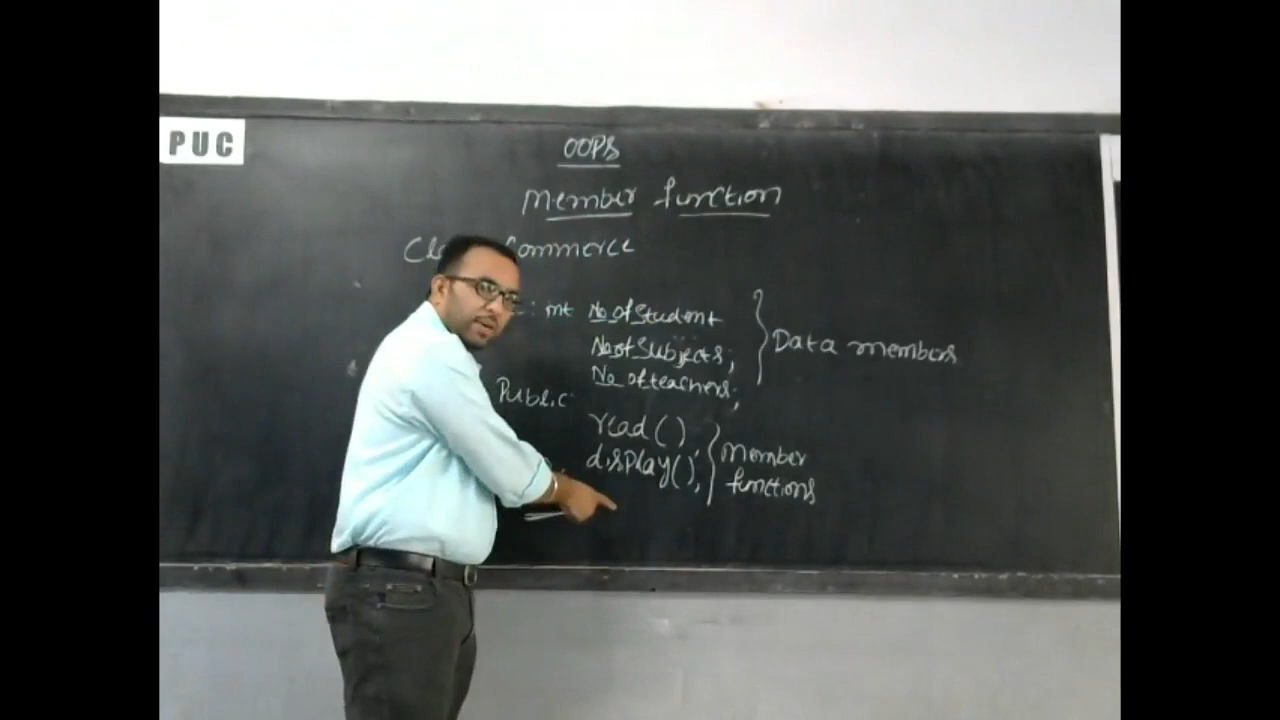 PUC
OOPS
Member function
Commerce
: int No of Student
No of Subjects;
No of teachers;
Data members
Public:
read();
display();
Member
functions